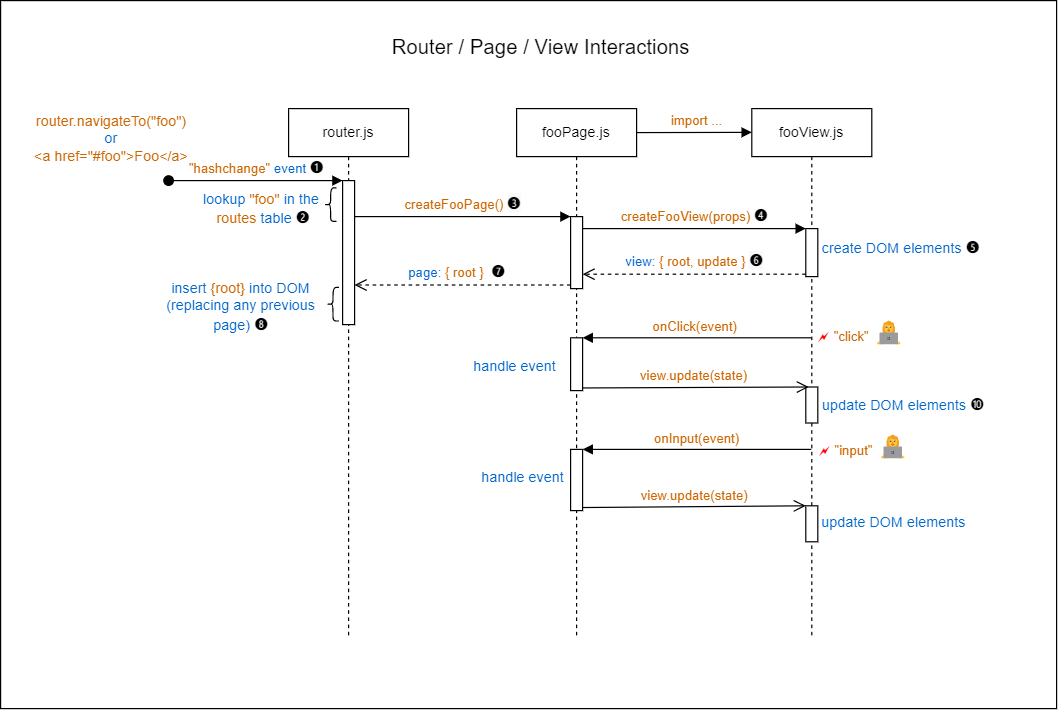 Router / Page / View Interactions
router.navigateTo("foo")
or
<a href="#foo">Foo</a>
router.js
fooPage.js
import ...
fooView.js
"hashchange" event ❶
lookup "foo" in the
routes table ❷
createFooPage() ❸
createFooView(props) ❹
create DOM elements ❺
view: { root, update } ❻
page: { root } ❼
insert {root} into DOM
(replacing any previous
page) ❽
onClick(event)
"click"
handle event
view.update(state)
update DOM elements ❿
onInput(event)
"input"
handle event
view.update(state)
update DOM elements